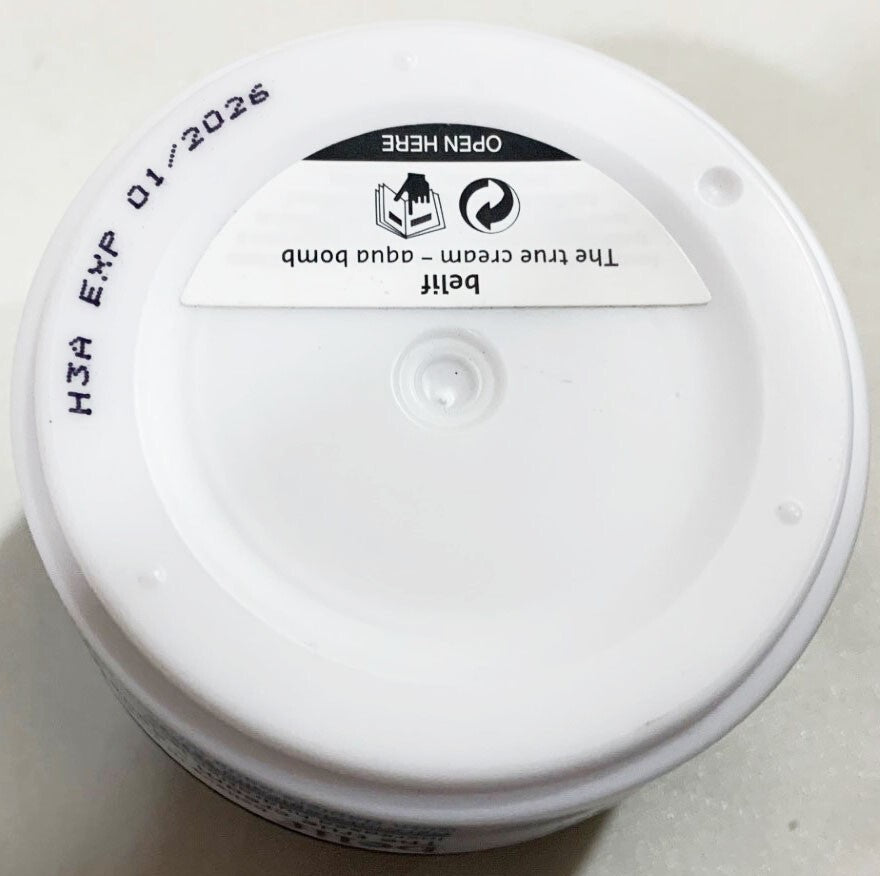 H3A EXP 01/2026
belif
The true cream – aqua bomb
OPEN HERE